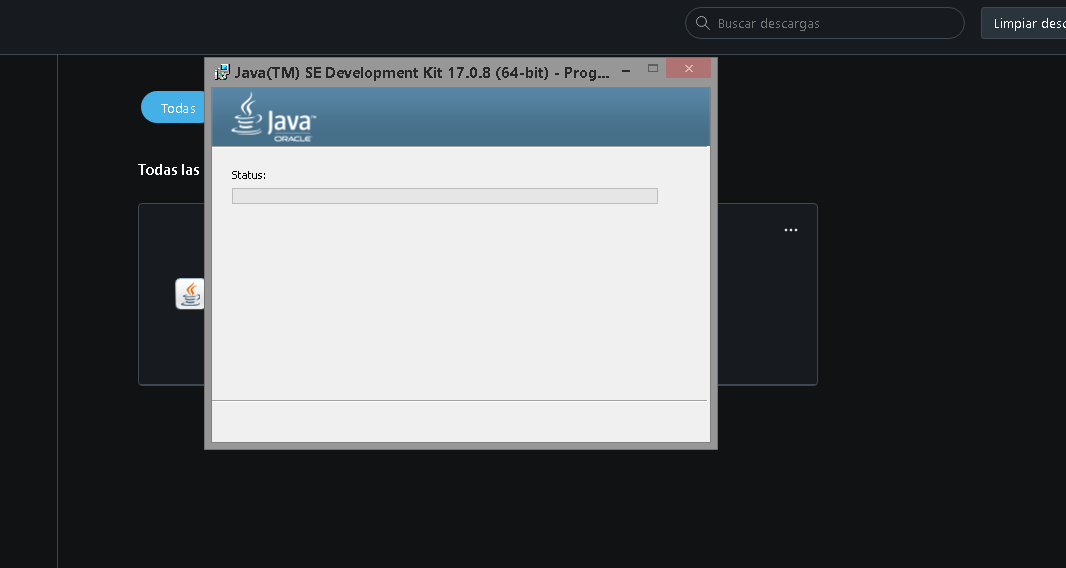 Buscar descargas
Limpiar desc
Java(TM) SE Development Kit 17.0.8 (64-bit) - Prog...
Todas
Java™
ORACLE
Todas las
Status: